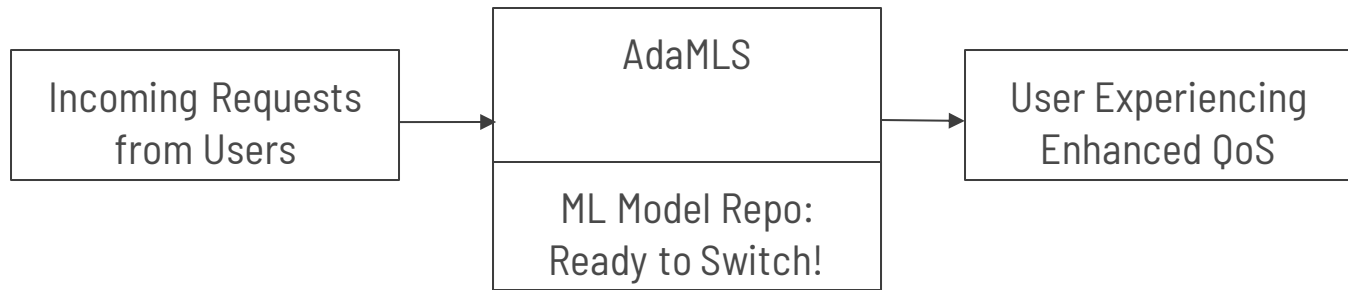 Incoming Requests
from Users
AdaMLS
ML Model Repo:
Ready to Switch!
User Experiencing
Enhanced QoS